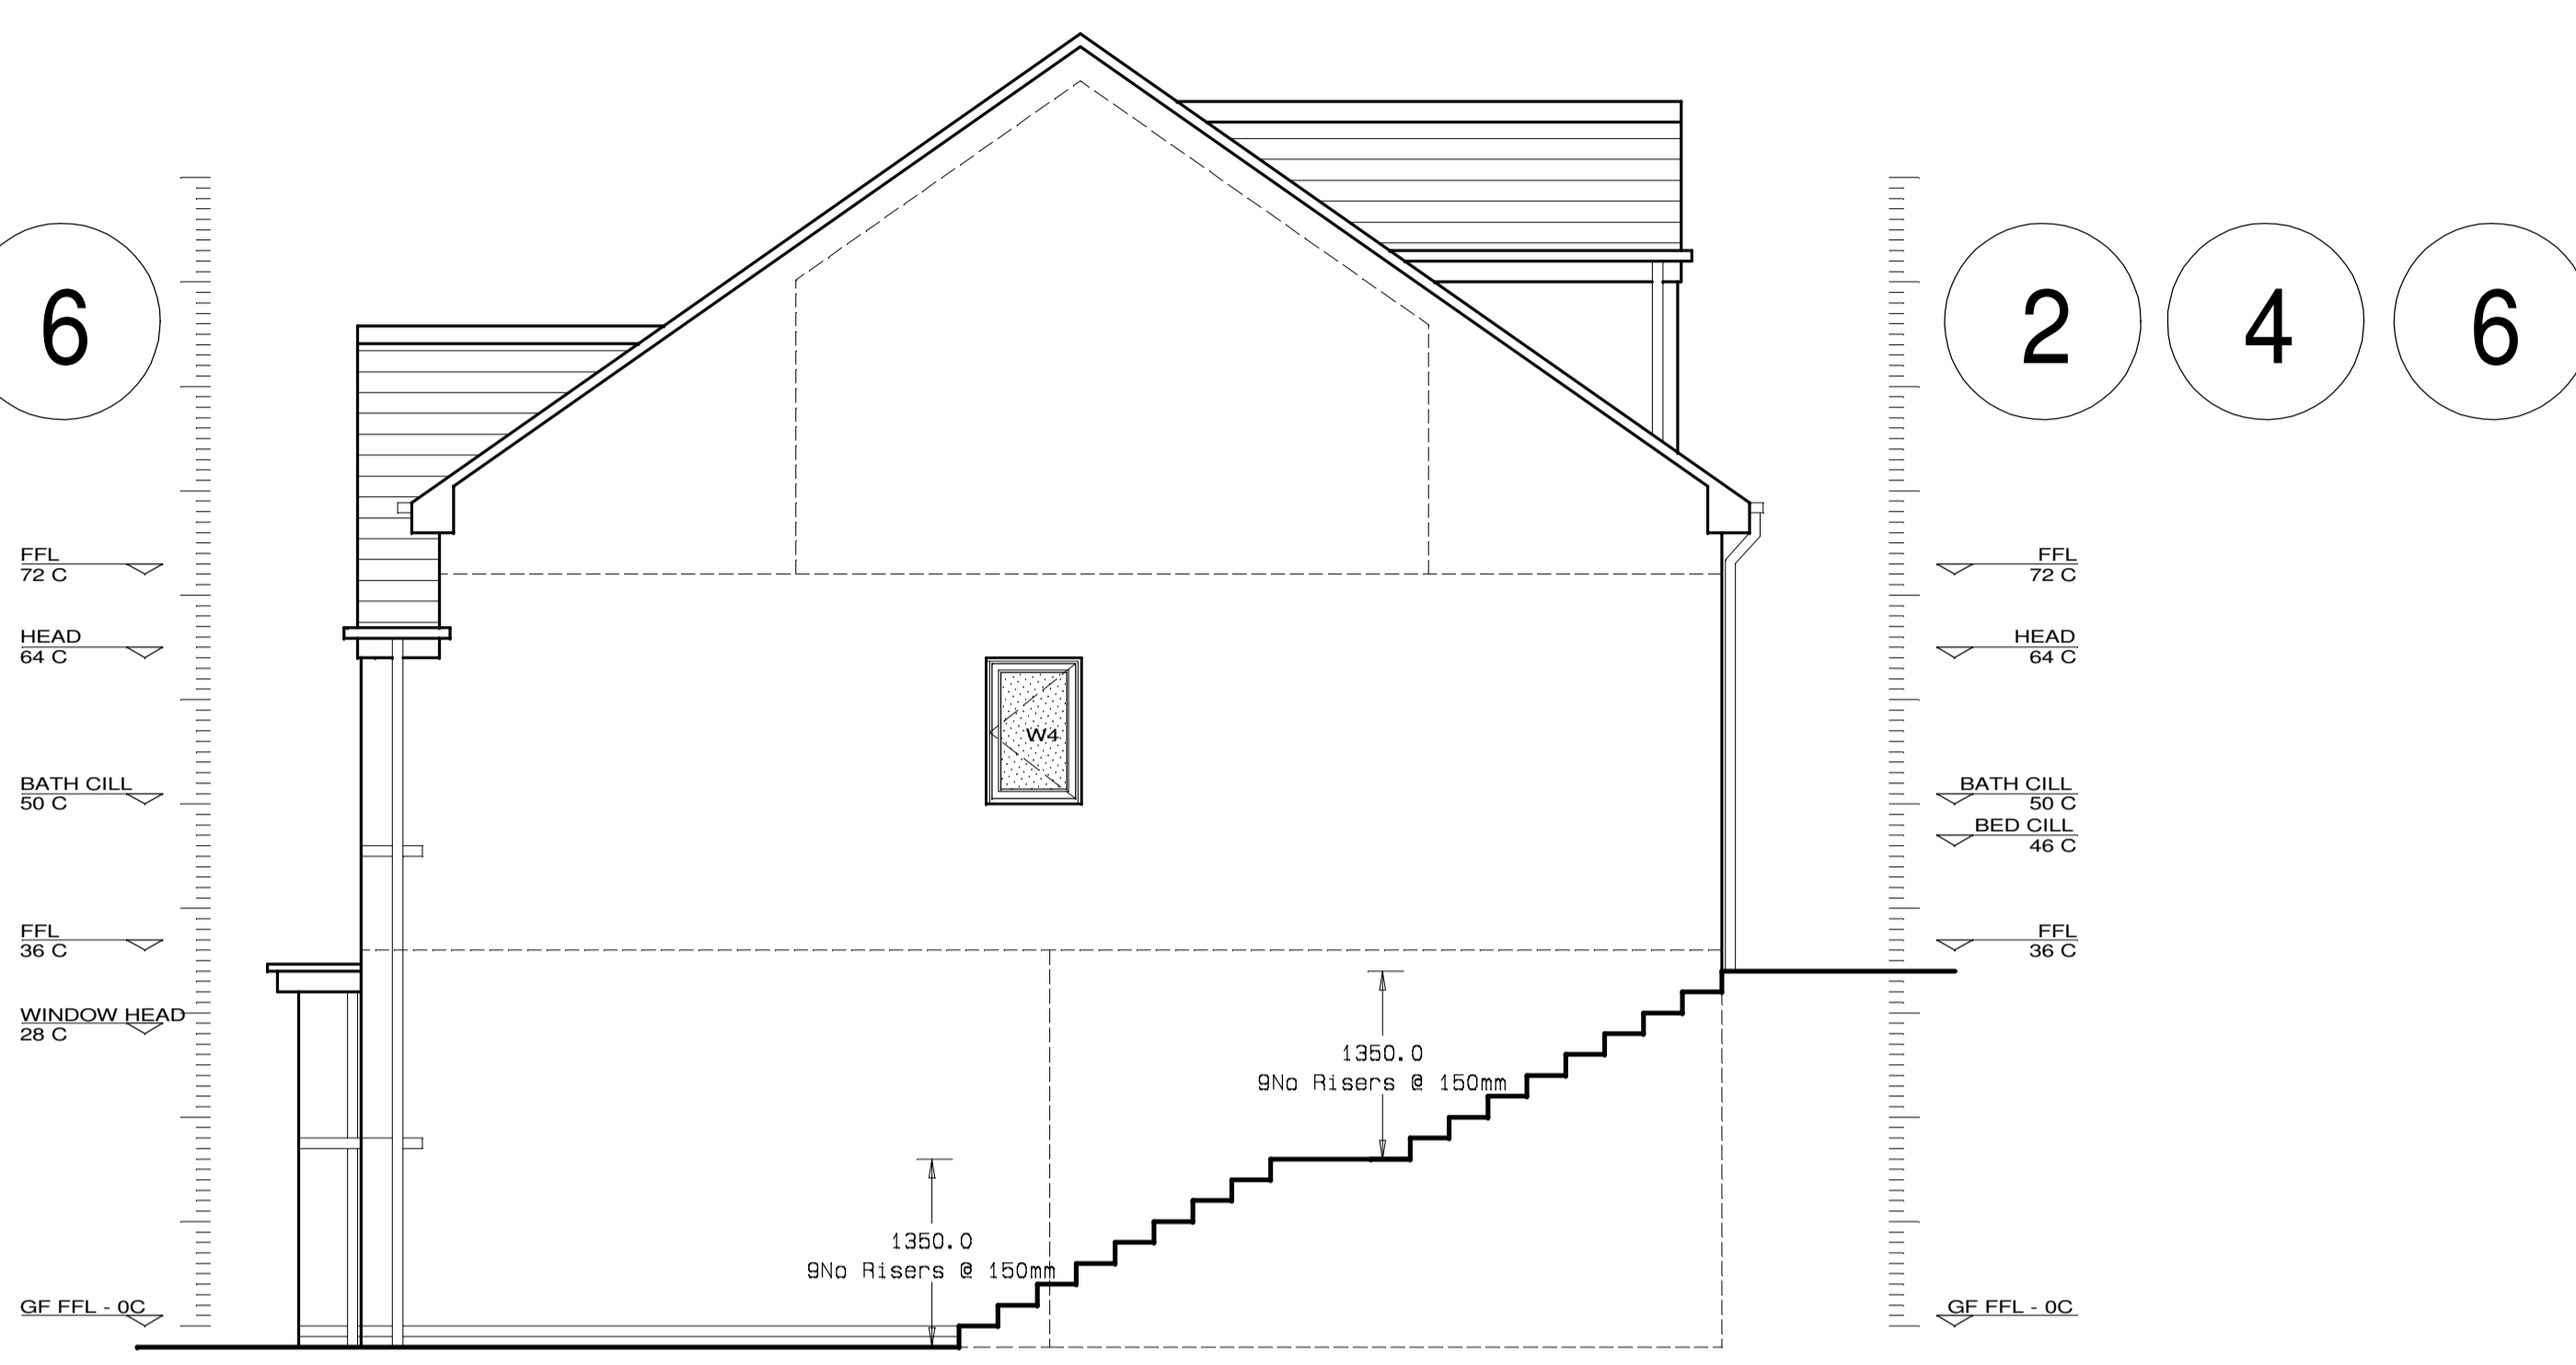 6
2 4 6
FFL
72 C
HEAD
64 C
BATH CILL
50 C
FFL
36 C
WINDOW HEAD
28 C
GF FFL - 0C
W4
1350.0
9No Risers @ 150mm
1350.0
9No Risers @ 150mm
FFL
72 C
HEAD
64 C
BATH CILL
50 C
BED CILL
46 C
FFL
36 C
GF FFL - 0C